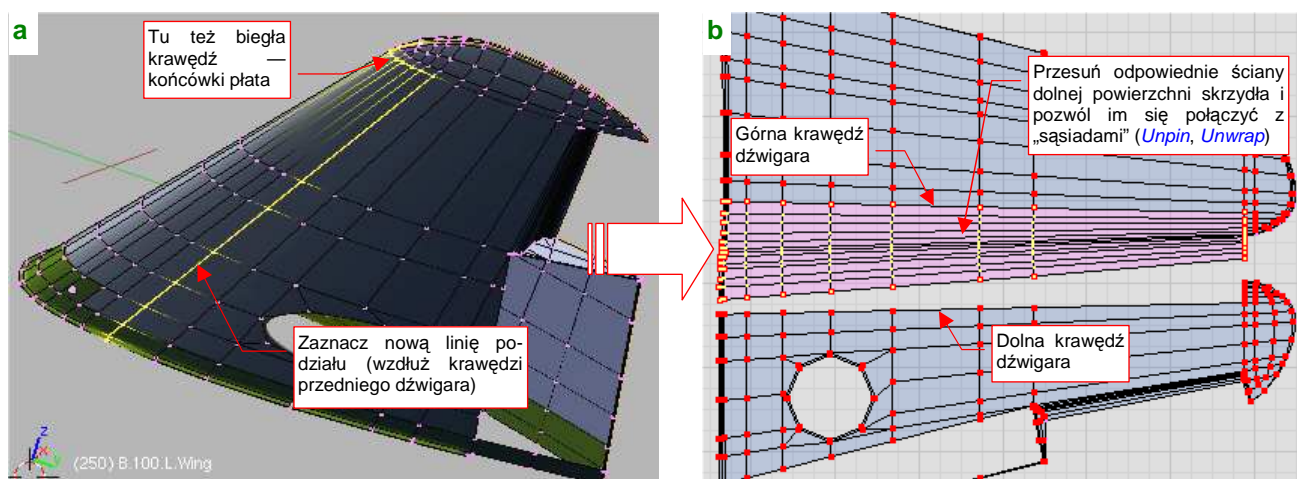 a
Tu też biegła
krawędź —
końcówki płata
Zaznacz nową linię po-
działu (wzdłuż krawędzi
przedniego dźwigara)
z
x
y
(250) B.100.L.Wing
b
Przesuń odpowiednie ściany
dolnej powierzchni skrzydła i
pozwól im się połączyć z
„sąsiadami” (Unpin, Unwrap)
Górna krawędź
dźwigara
Dolna krawędź
dźwigara